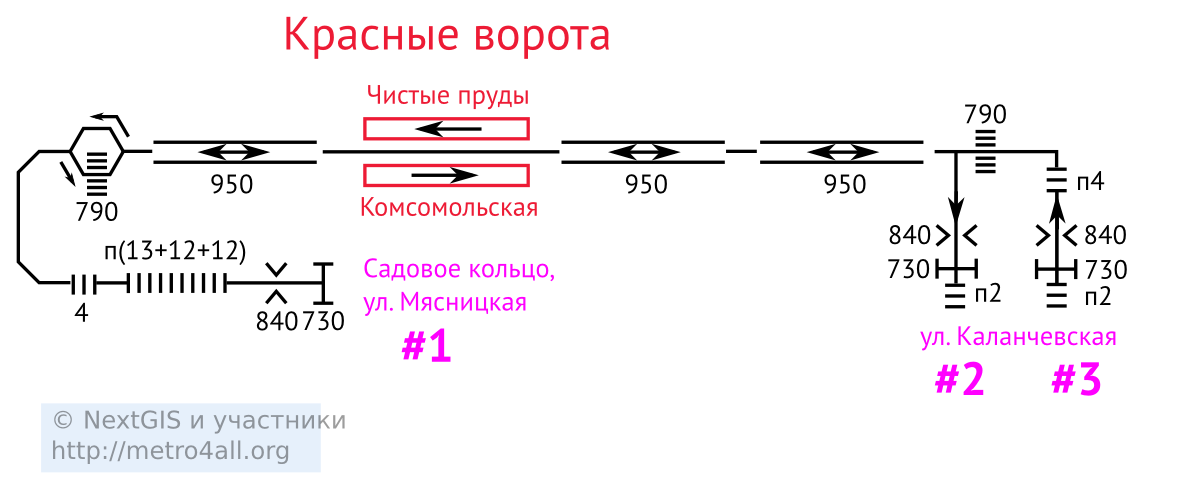 Красные ворота
Чистые пруды
790
950
950
950
790
Комсомольская
п4
п(13+12+12)
4
840 730
Садовое кольцо,
ул. Мясницкая
#1
840
730
п2
840
730
п2
ул. Каланчевская
#2
#3
© NextGIS и участники
http://metro4all.org